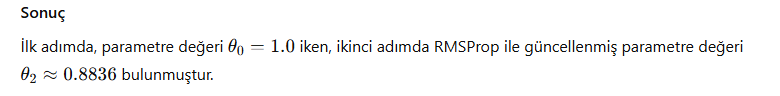 Sonuç
İlk adımda, parametre değeri θ₀ = 1.0 iken, ikinci adımda RMSProp ile güncellenmiş parametre değeri
θ₂ ≈ 0.8836 bulunmuştur.